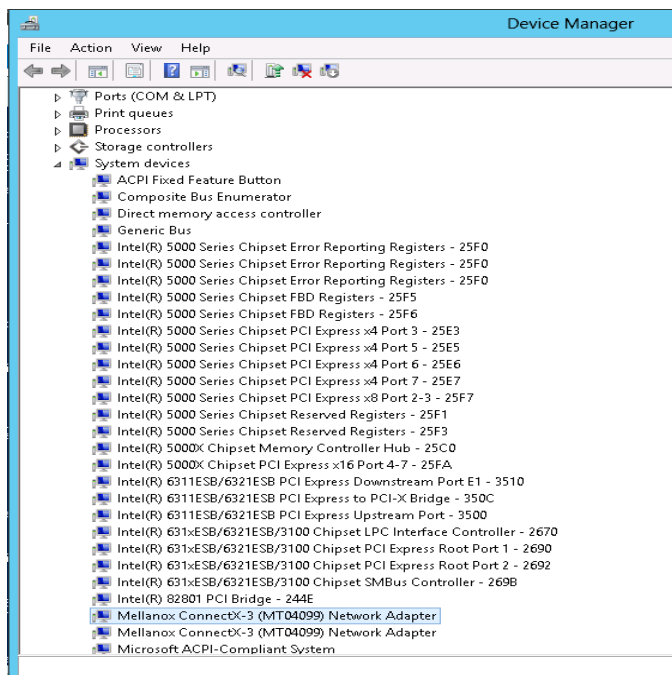 Device Manager
File Action View Help
Ports (COM & LPT)
Print queues
Processors
Storage controllers
System devices
ACPI Fixed Feature Button
Composite Bus Enumerator
Direct memory access controller
Generic Bus
Intel(R) 5000 Series Chipset Error Reporting Registers - 25F0
Intel(R) 5000 Series Chipset Error Reporting Registers - 25F0
Intel(R) 5000 Series Chipset Error Reporting Registers - 25F0
Intel(R) 5000 Series Chipset FBD Registers - 25F5
Intel(R) 5000 Series Chipset FBD Registers - 25F6
Intel(R) 5000 Series Chipset PCI Express x4 Port 3 - 25E3
Intel(R) 5000 Series Chipset PCI Express x4 Port 5 - 25E5
Intel(R) 5000 Series Chipset PCI Express x4 Port 6 - 25E6
Intel(R) 5000 Series Chipset PCI Express x4 Port 7 - 25E7
Intel(R) 5000 Series Chipset PCI Express x8 Port 2-3 - 25F7
Intel(R) 5000 Series Chipset Reserved Registers - 25F1
Intel(R) 5000 Series Chipset Reserved Registers - 25F3
Intel(R) 5000X Chipset Memory Controller Hub - 25C0
Intel(R) 5000X Chipset PCI Express x16 Port 4-7 - 25FA
Intel(R) 6311ESB/6321ESB PCI Express Downstream Port E1 - 3510
Intel(R) 6311ESB/6321ESB PCI Express to PCI-X Bridge - 350C
Intel(R) 6311ESB/6321ESB PCI Express Upstream Port - 3500
Intel(R) 631xESB/6321ESB/3100 Chipset LPC Interface Controller - 2670
Intel(R) 631xESB/6321ESB/3100 Chipset PCI Express Root Port 1 - 2690
Intel(R) 631xESB/6321ESB/3100 Chipset PCI Express Root Port 2 - 2692
Intel(R) 631xESB/6321ESB/3100 Chipset SMBus Controller - 269B
Intel(R) 82801 PCI Bridge - 244E
Mellanox ConnectX-3 (MT04099) Network Adapter
Mellanox ConnectX-3 (MT04099) Network Adapter
Microsoft ACPI-Compliant System